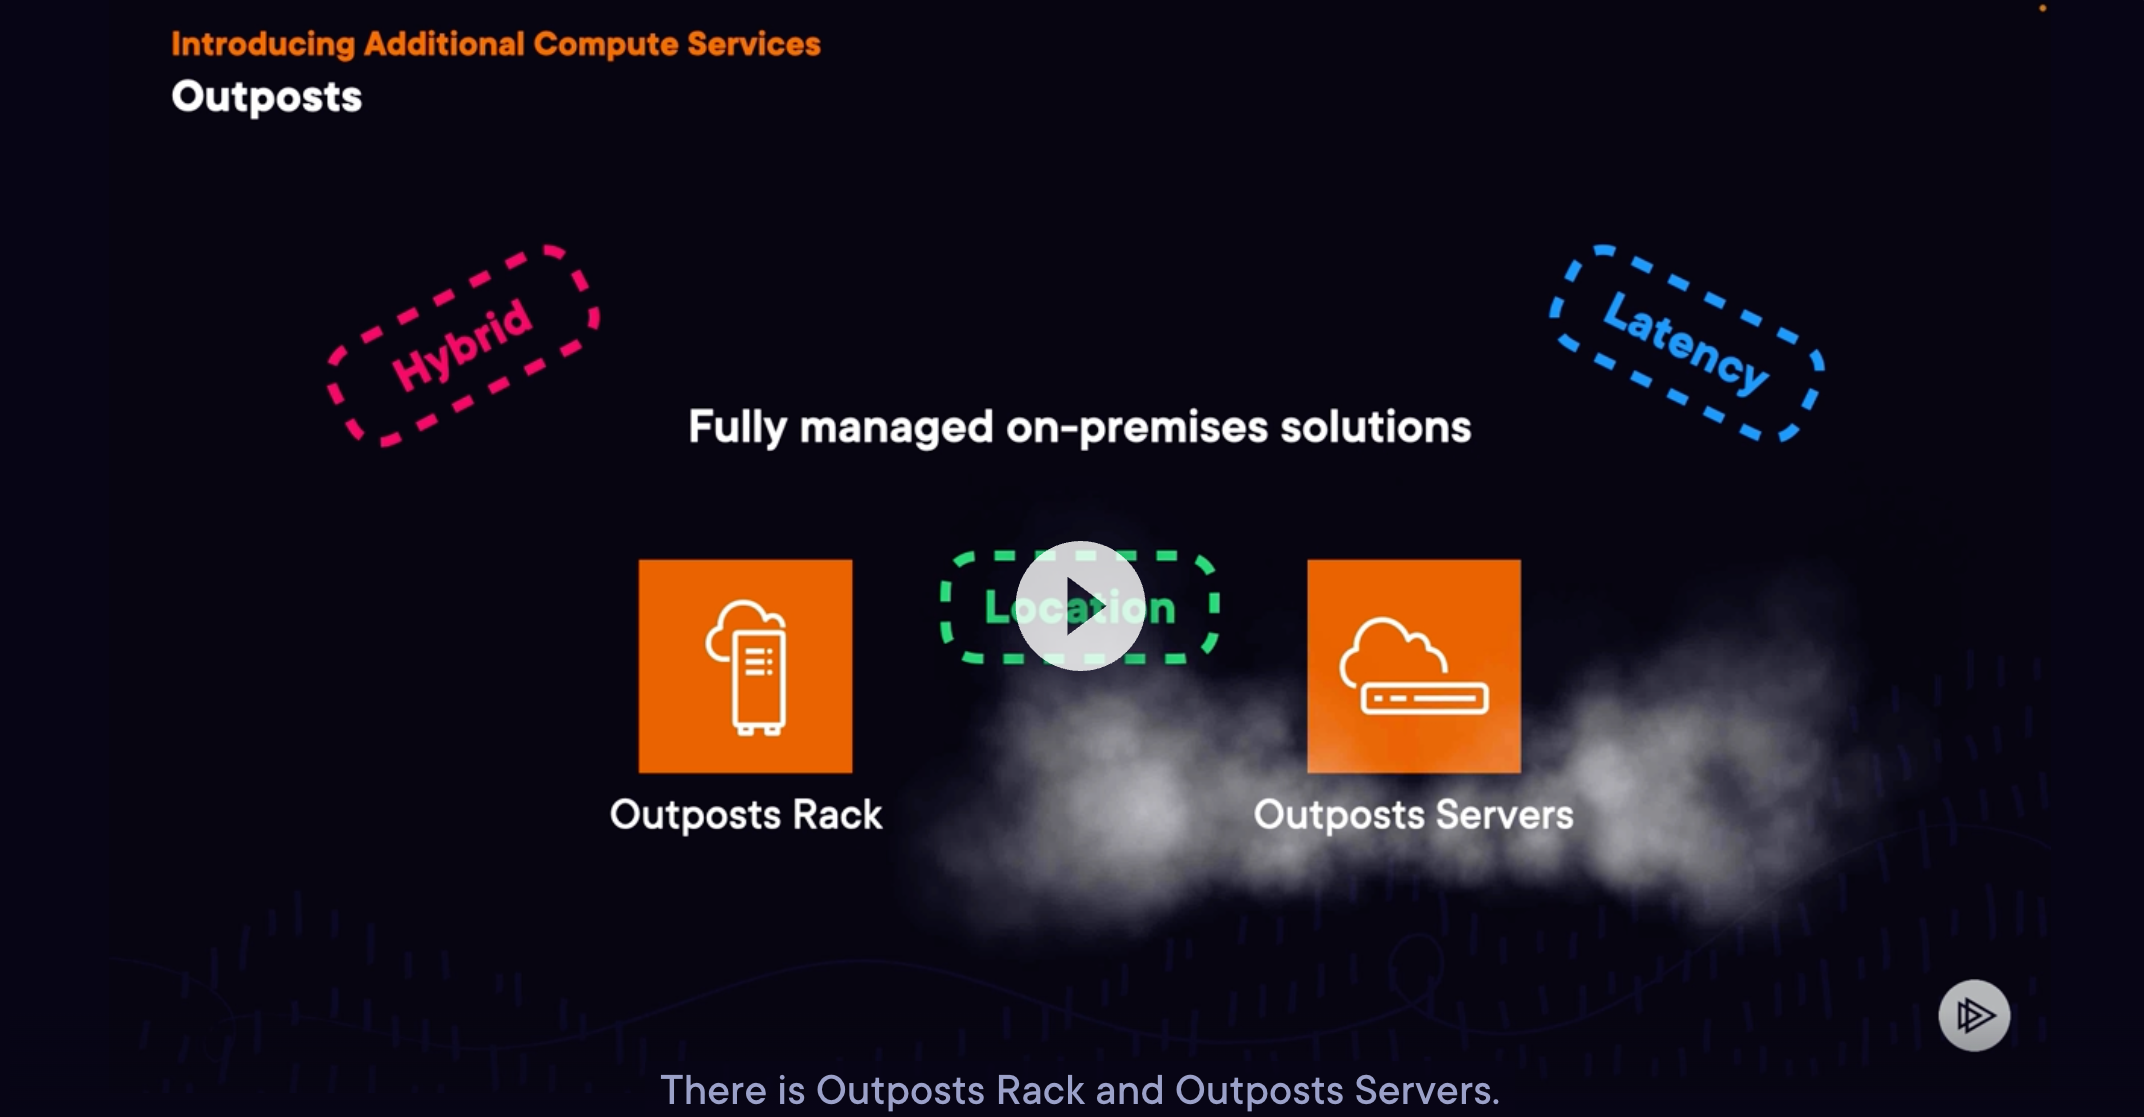 Introducing Additional Compute Services
Outposts
Hybrid
Latency
Fully managed on-premises solutions
Location
Outposts Rack
Outposts Servers
There is Outposts Rack and Outposts Servers.